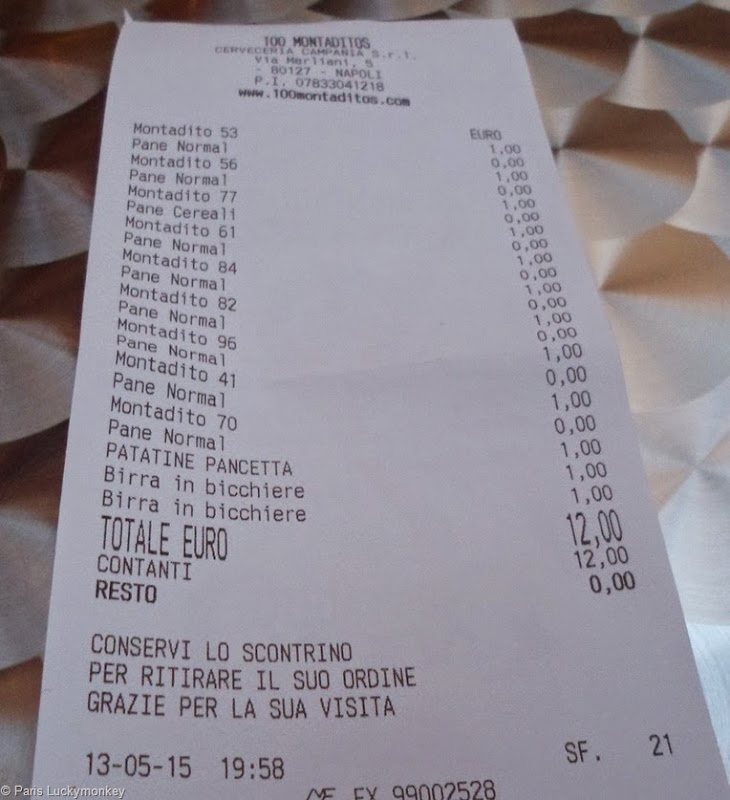 100 MONTADITOS
CERVECERIA CAMPANIA S.r.l.
Via Merliani, 5
- 80127 - NAPOLI
P.I. 07833041218
www.100montaditos.com
EURO
Montadito 53 1,00
Pane Normal 0,00
Montadito 56 1,00
Pane Normal 0,00
Montadito 77 1,00
Pane Cereali 0,00
Montadito 61 1,00
Pane Normal 0,00
Montadito 84 1,00
Pane Normal 0,00
Montadito 82 1,00
Pane Normal 0,00
Montadito 96 1,00
Pane Normal 0,00
Montadito 41 1,00
Pane Normal 0,00
Montadito 70 1,00
Pane Normal 0,00
PATATINE PANCETTA 1,00
Birra in bicchiere 1,00
Birra in bicchiere 1,00
TOTALE EURO 12,00
CONTANTI 12,00
RESTO 0,00
CONSERVI LO SCONTRINO
PER RITIRARE IL SUO ORDINE
GRAZIE PER LA SUA VISITA
13-05-15 19:58 SF. 21
EX 99002528
© Paris Luckymonkey